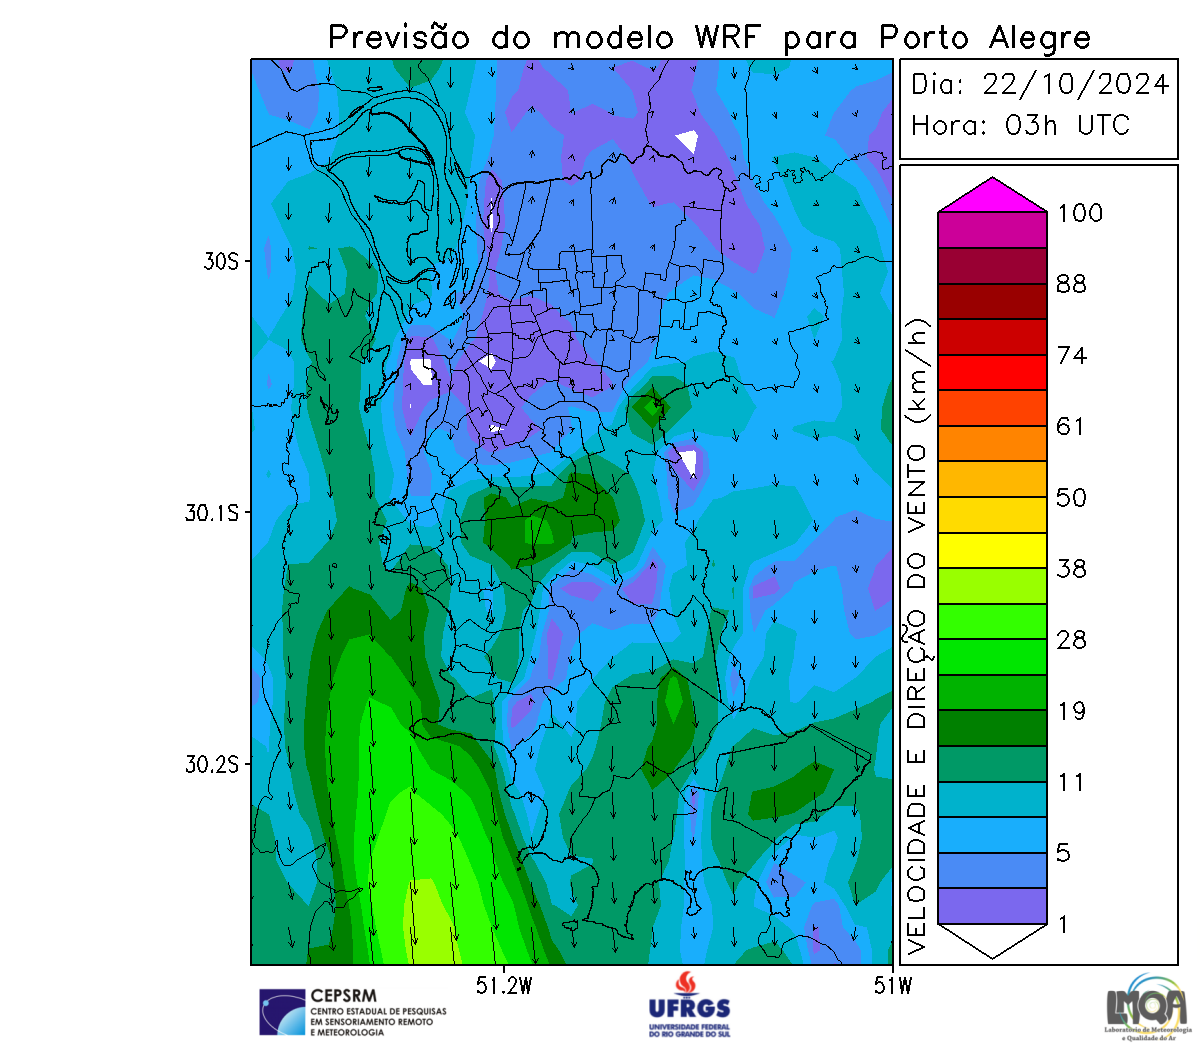 Previsão do modelo WRF para Porto Alegre
Dia: 22/10/2024
Hora: 03h UTC
30S
30.1S
30.2S
51.2W
51W
VELOCIDADE E DIREÇÃO DO VENTO (km/h)
100
88
74
61
50
38
28
19
11
5
1
CEPSRM
CENTRO ESTADUAL DE PESQUISAS
EM SENSORIAMENTO REMOTO
E METEOROLOGIA
UFRGS
UNIVERSIDADE FEDERAL
DO RIO GRANDE DO SUL
LMQA
Laboratório de Meteorologia
e Qualidade do Ar